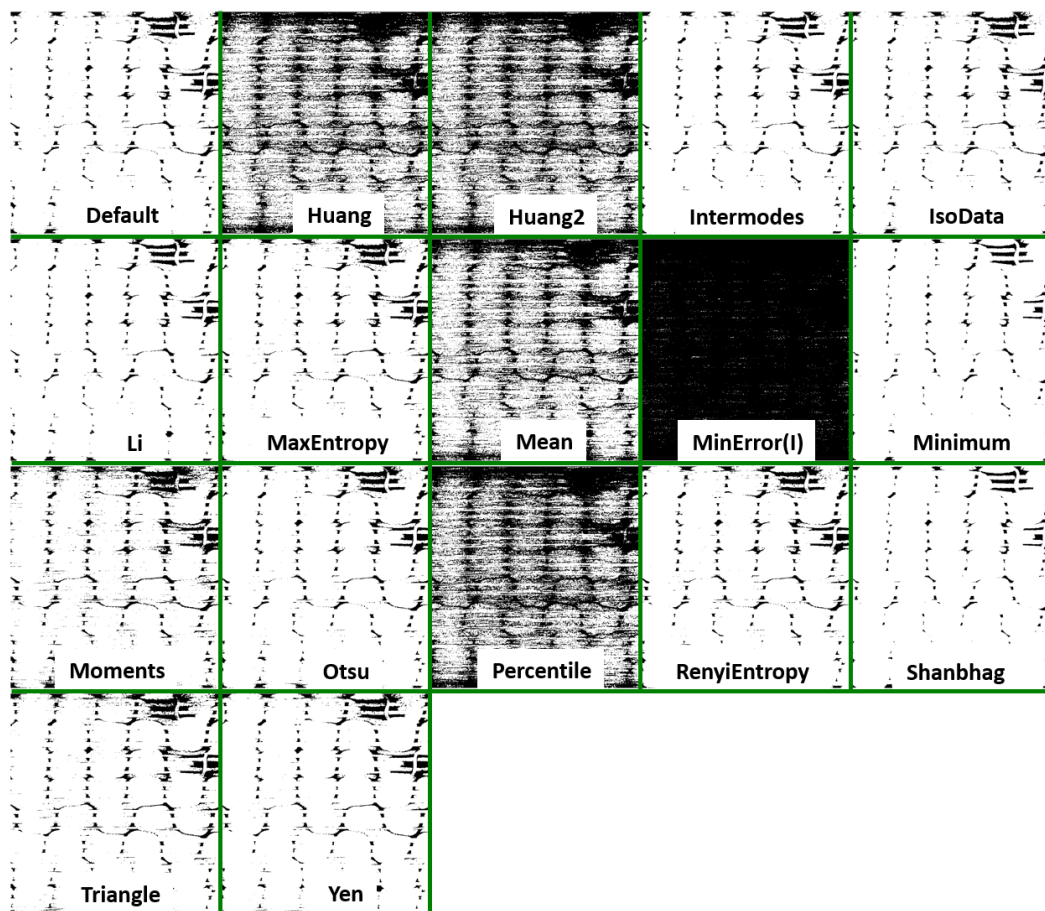 Default Huang Huang2 Intermodes IsoData
Li MaxEntropy Mean MinError(I) Minimum
Moments Otsu Percentile RenyiEntropy Shanbhag
Triangle Yen